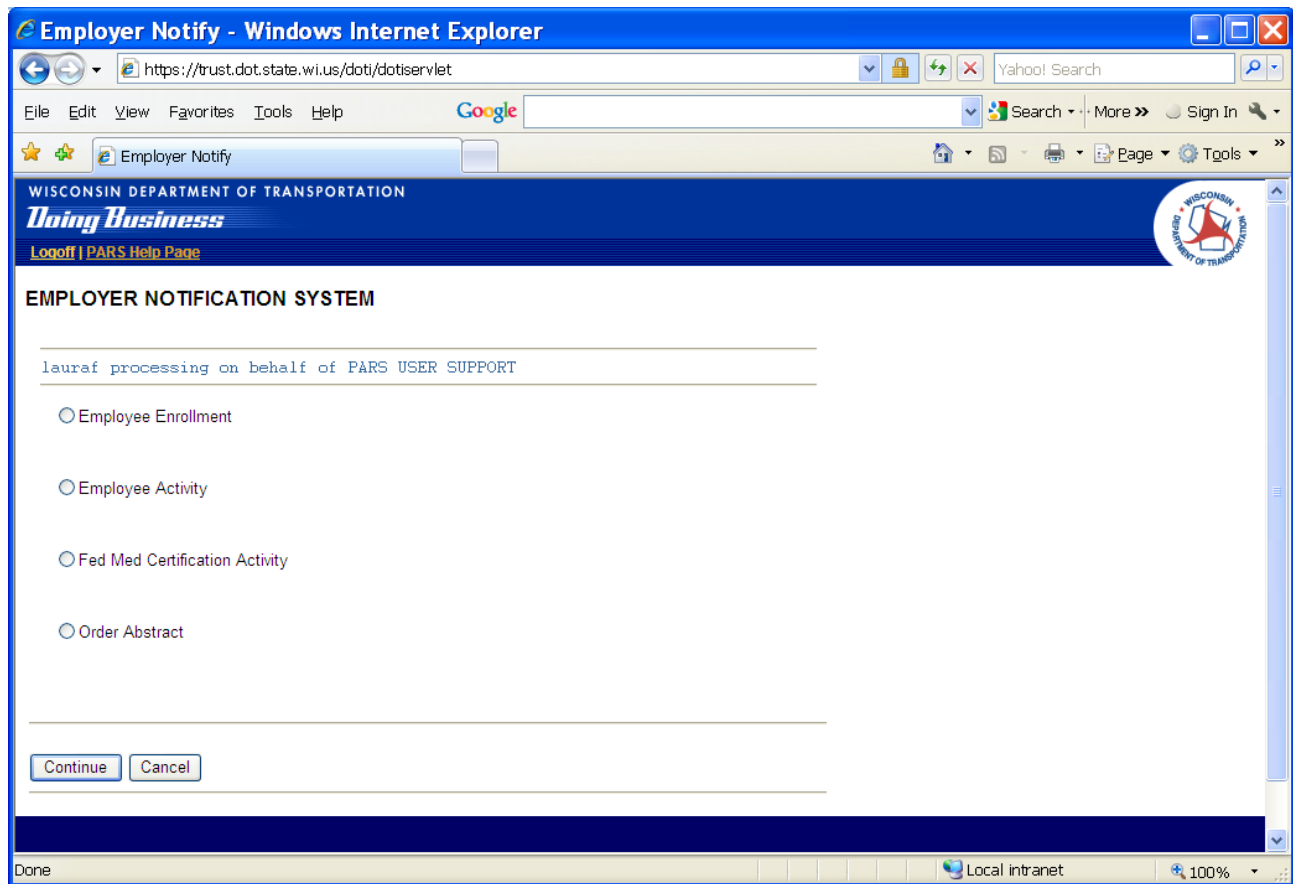 Employer Notify - Windows Internet Explorer
https://trust.dot.state.wi.us/doti/dotiservlet
Yahoo! Search
File Edit View Favorites Tools Help
Google
Search
More »
Sign In
Employer Notify
Page
Tools
»
WISCONSIN DEPARTMENT OF TRANSPORTATION
Doing Business
Logoff | PARS Help Page
WISCONSIN
DEPARTMENT OF TRANSPORTATION
EMPLOYER NOTIFICATION SYSTEM
lauraf processing on behalf of PARS USER SUPPORT
Employee Enrollment
Employee Activity
Fed Med Certification Activity
Order Abstract
Continue
Cancel
Done
Local intranet
100%